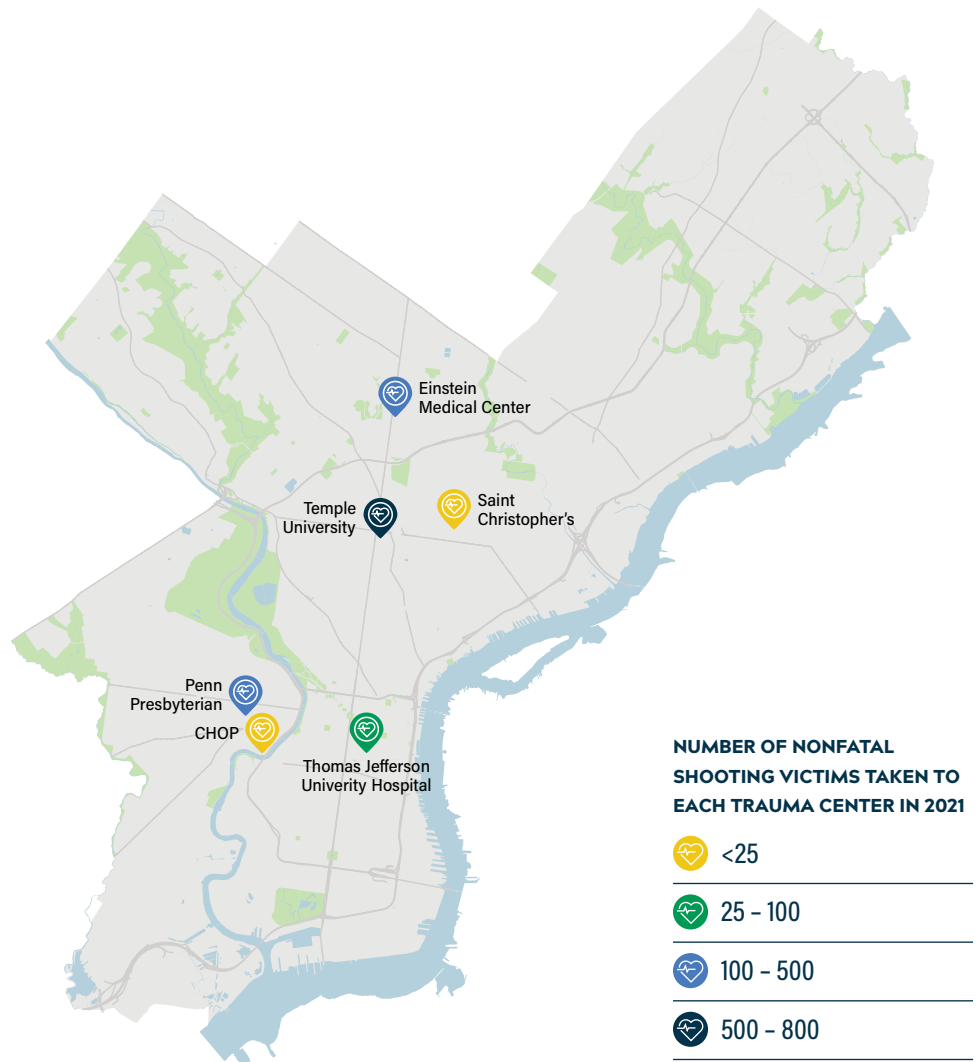 Einstein
Medical Center
Temple
University
Saint
Christopher's
Penn
Presbyterian
CHOP
Thomas Jefferson
Univerity Hospital
NUMBER OF NONFATAL
SHOOTING VICTIMS TAKEN TO
EACH TRAUMA CENTER IN 2021
<25
25 – 100
100 – 500
500 – 800